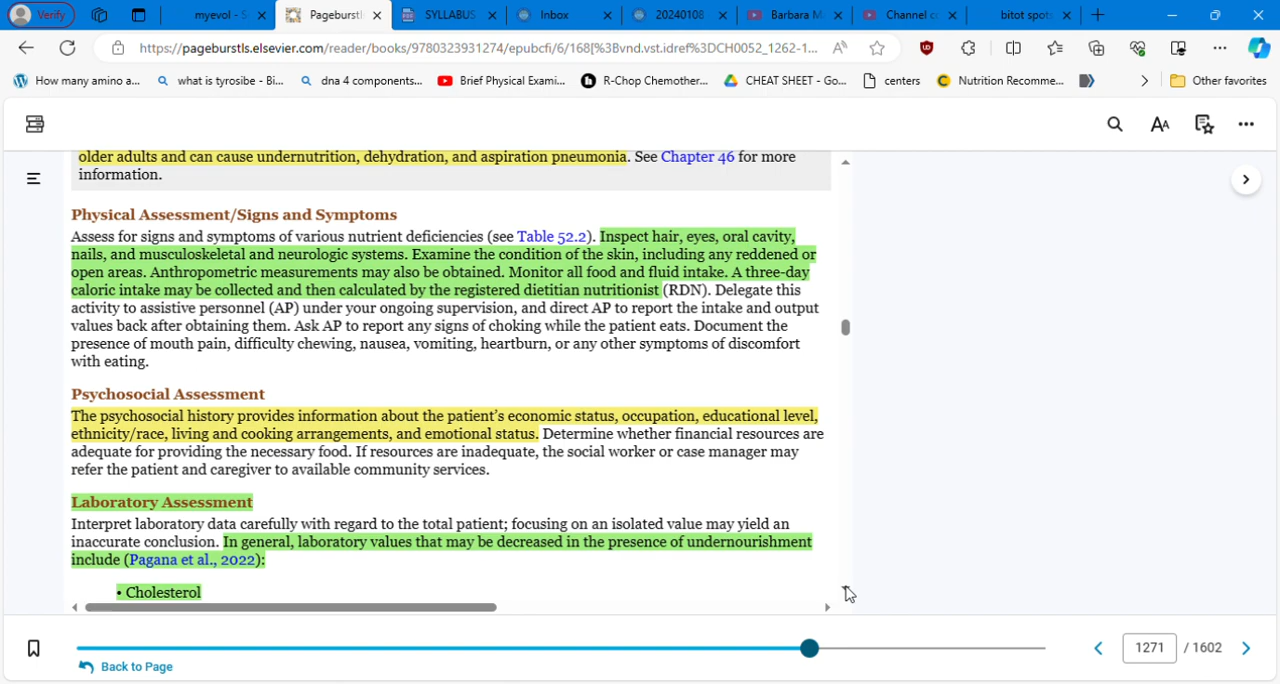 Verify
myevol - S
Pageburstl
SYLLABUS
Inbox
20240108
Barbara M
Channel co
bitot spots
https://pageburstls.elsevier.com/reader/books/9780323931274/epubcfi/6/168[%3Bvnd.vst.idref%3DCH0052_1262-1...
How many amino a...
what is tyrosibe - Bi...
dna 4 components...
Brief Physical Exami...
R-Chop Chemother...
CHEAT SHEET - Go...
centers
Nutrition Recomme...
Other favorites
older adults and can cause undernutrition, dehydration, and aspiration pneumonia. See Chapter 46 for more
information.
Physical Assessment/Signs and Symptoms
Assess for signs and symptoms of various nutrient deficiencies (see Table 52.2). Inspect hair, eyes, oral cavity,
nails, and musculoskeletal and neurologic systems. Examine the condition of the skin, including any reddened or
open areas. Anthropometric measurements may also be obtained. Monitor all food and fluid intake. A three-day
caloric intake may be collected and then calculated by the registered dietitian nutritionist (RDN). Delegate this
activity to assistive personnel (AP) under your ongoing supervision, and direct AP to report the intake and output
values back after obtaining them. Ask AP to report any signs of choking while the patient eats. Document the
presence of mouth pain, difficulty chewing, nausea, vomiting, heartburn, or any other symptoms of discomfort
with eating.
Psychosocial Assessment
The psychosocial history provides information about the patient's economic status, occupation, educational level,
ethnicity/race, living and cooking arrangements, and emotional status. Determine whether financial resources are
adequate for providing the necessary food. If resources are inadequate, the social worker or case manager may
refer the patient and caregiver to available community services.
Laboratory Assessment
Interpret laboratory data carefully with regard to the total patient; focusing on an isolated value may yield an
inaccurate conclusion. In general, laboratory values that may be decreased in the presence of undernourishment
include (Pagana et al., 2022):
• Cholesterol
1271 / 1602
Back to Page